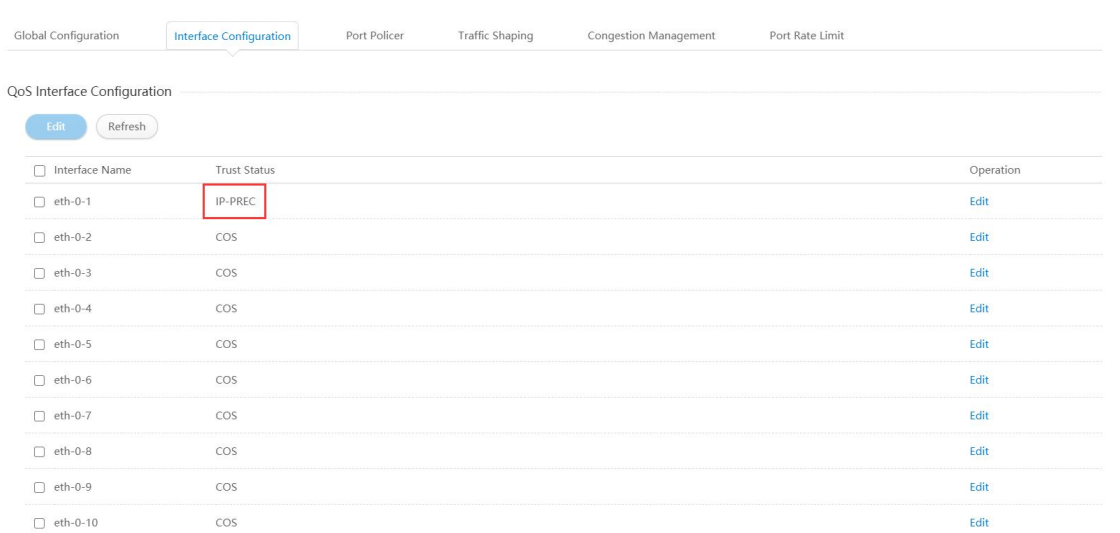 Global Configuration Interface Configuration Port Policer Traffic Shaping Congestion Management Port Rate Limit
QoS Interface Configuration
Edit Refresh
Interface Name Trust Status Operation
eth-0-1 IP-PREC Edit
eth-0-2 COS Edit
eth-0-3 COS Edit
eth-0-4 COS Edit
eth-0-5 COS Edit
eth-0-6 COS Edit
eth-0-7 COS Edit
eth-0-8 COS Edit
eth-0-9 COS Edit
eth-0-10 COS Edit